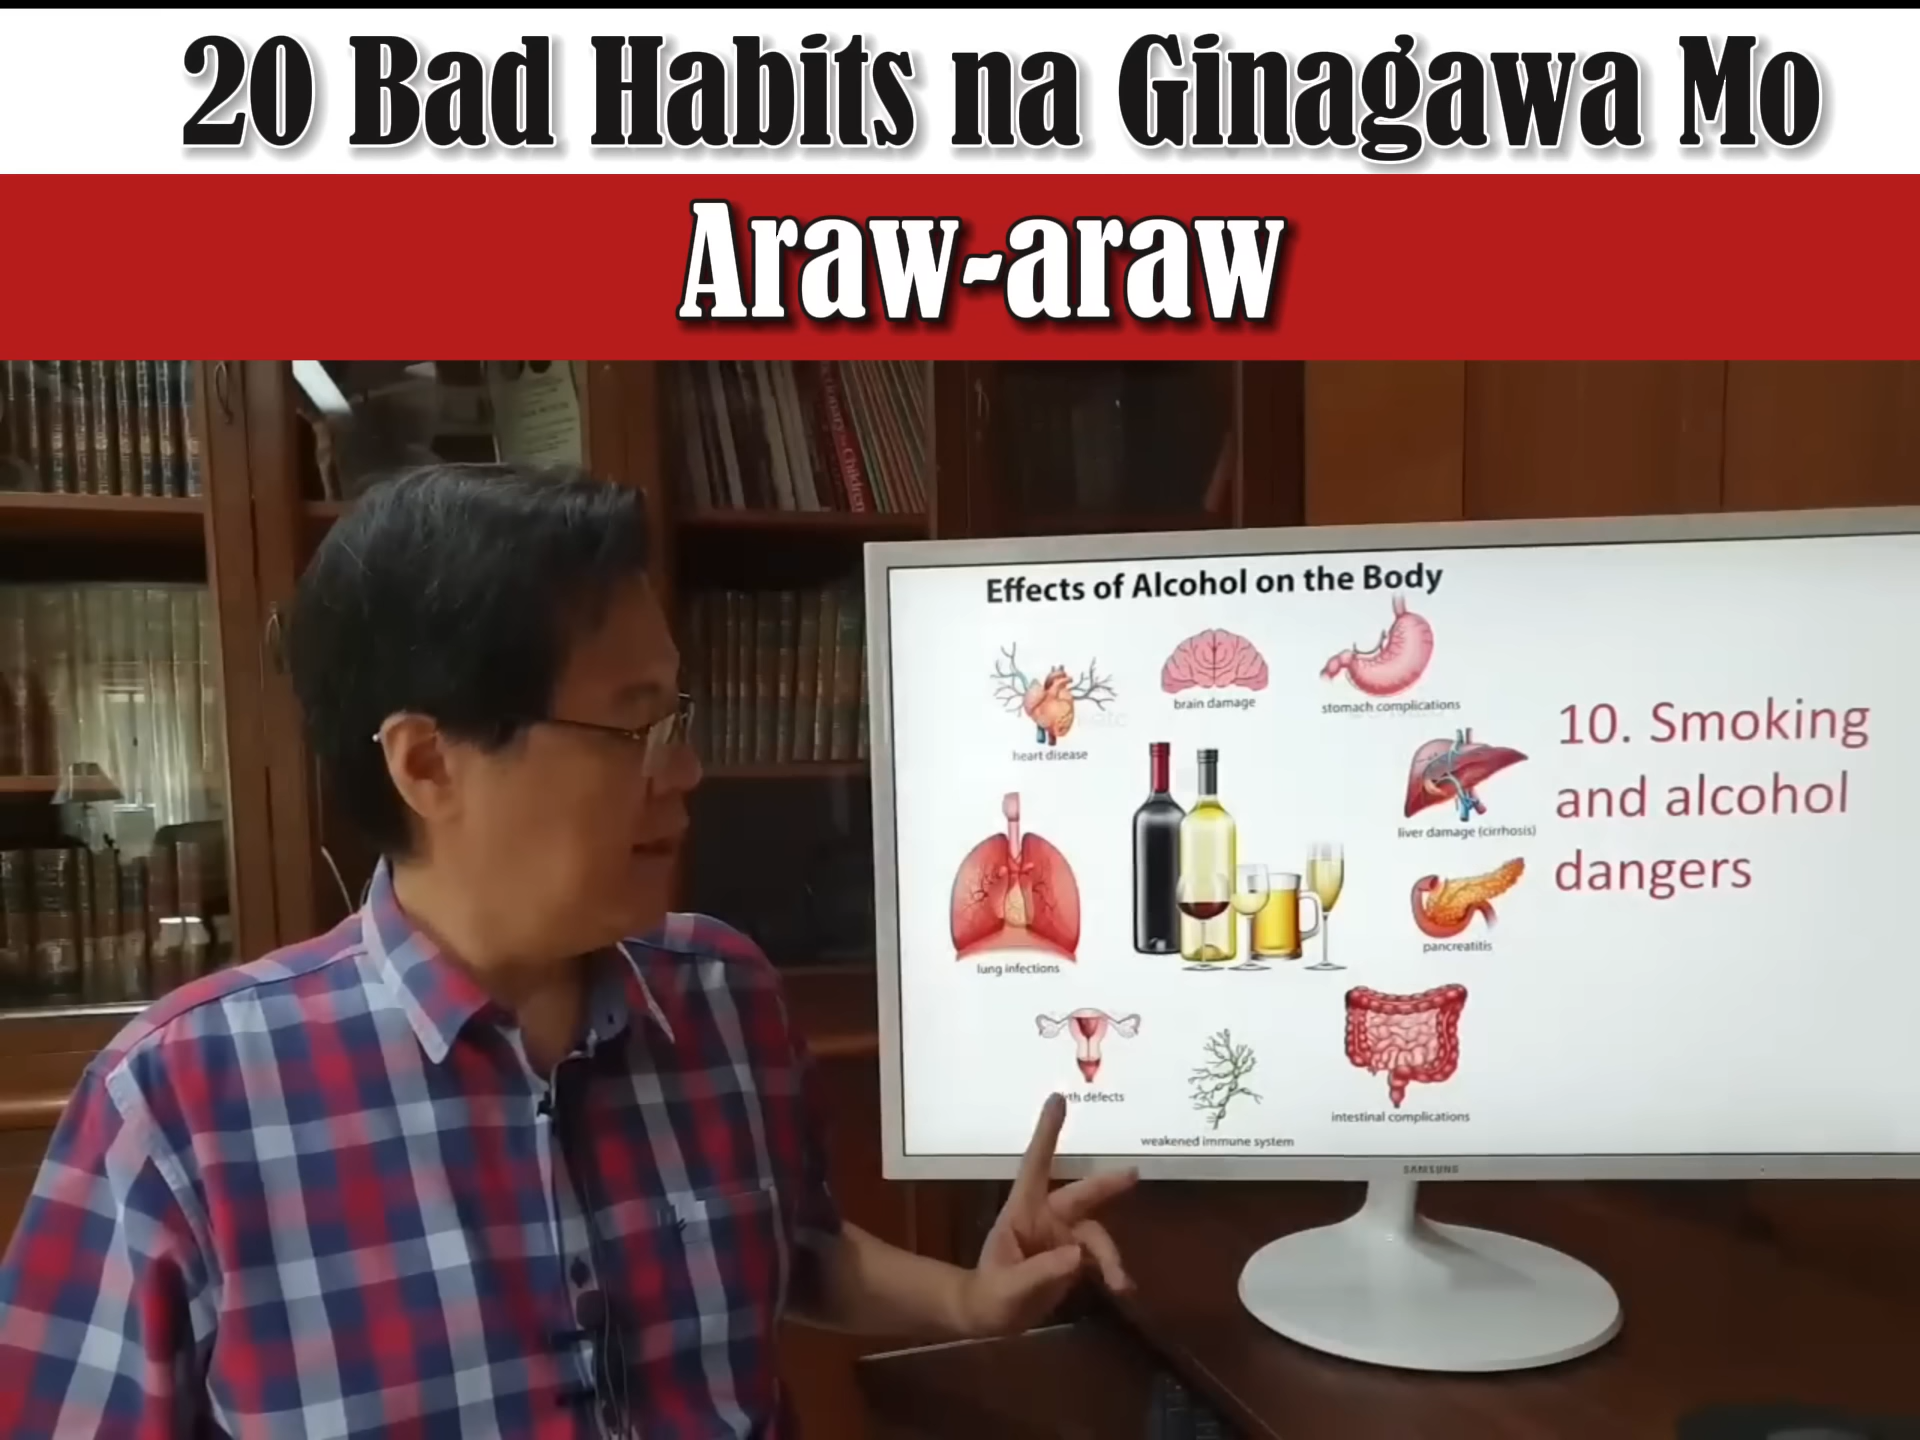 20 Bad Habits na Ginagawa Mo
Araw-araw
Effects of Alcohol on the Body
heart disease
brain damage
stomach complications
liver damage (cirrhosis)
pancreatitis
lung infections
defects
weakened immune system
intestinal complications
10. Smoking
and alcohol
dangers
SAMSUNG